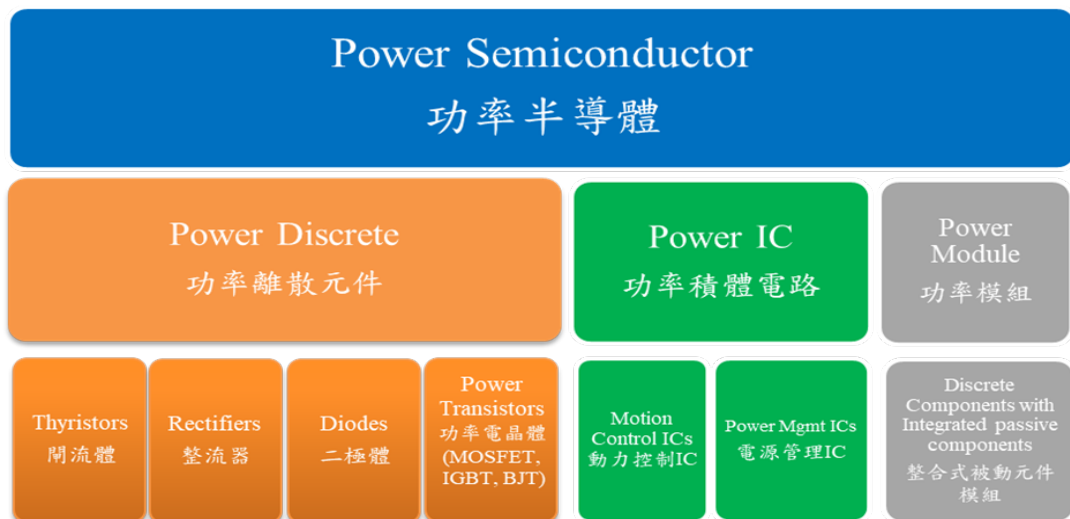 Power Semiconductor
功率半導體
Power Discrete
功率離散元件
Power IC
功率積體電路
Power
Module
功率模組
Thyristors
閘流體
Rectifiers
整流器
Diodes
二極體
Power
Transistors
功率電晶體
(MOSFET,
IGBT, BJT)
Motion
Control ICs
動力控制IC
Power Mgmt ICs
電源管理IC
Discrete
Components with
Integrated passive
components
整合式被動元件
模組